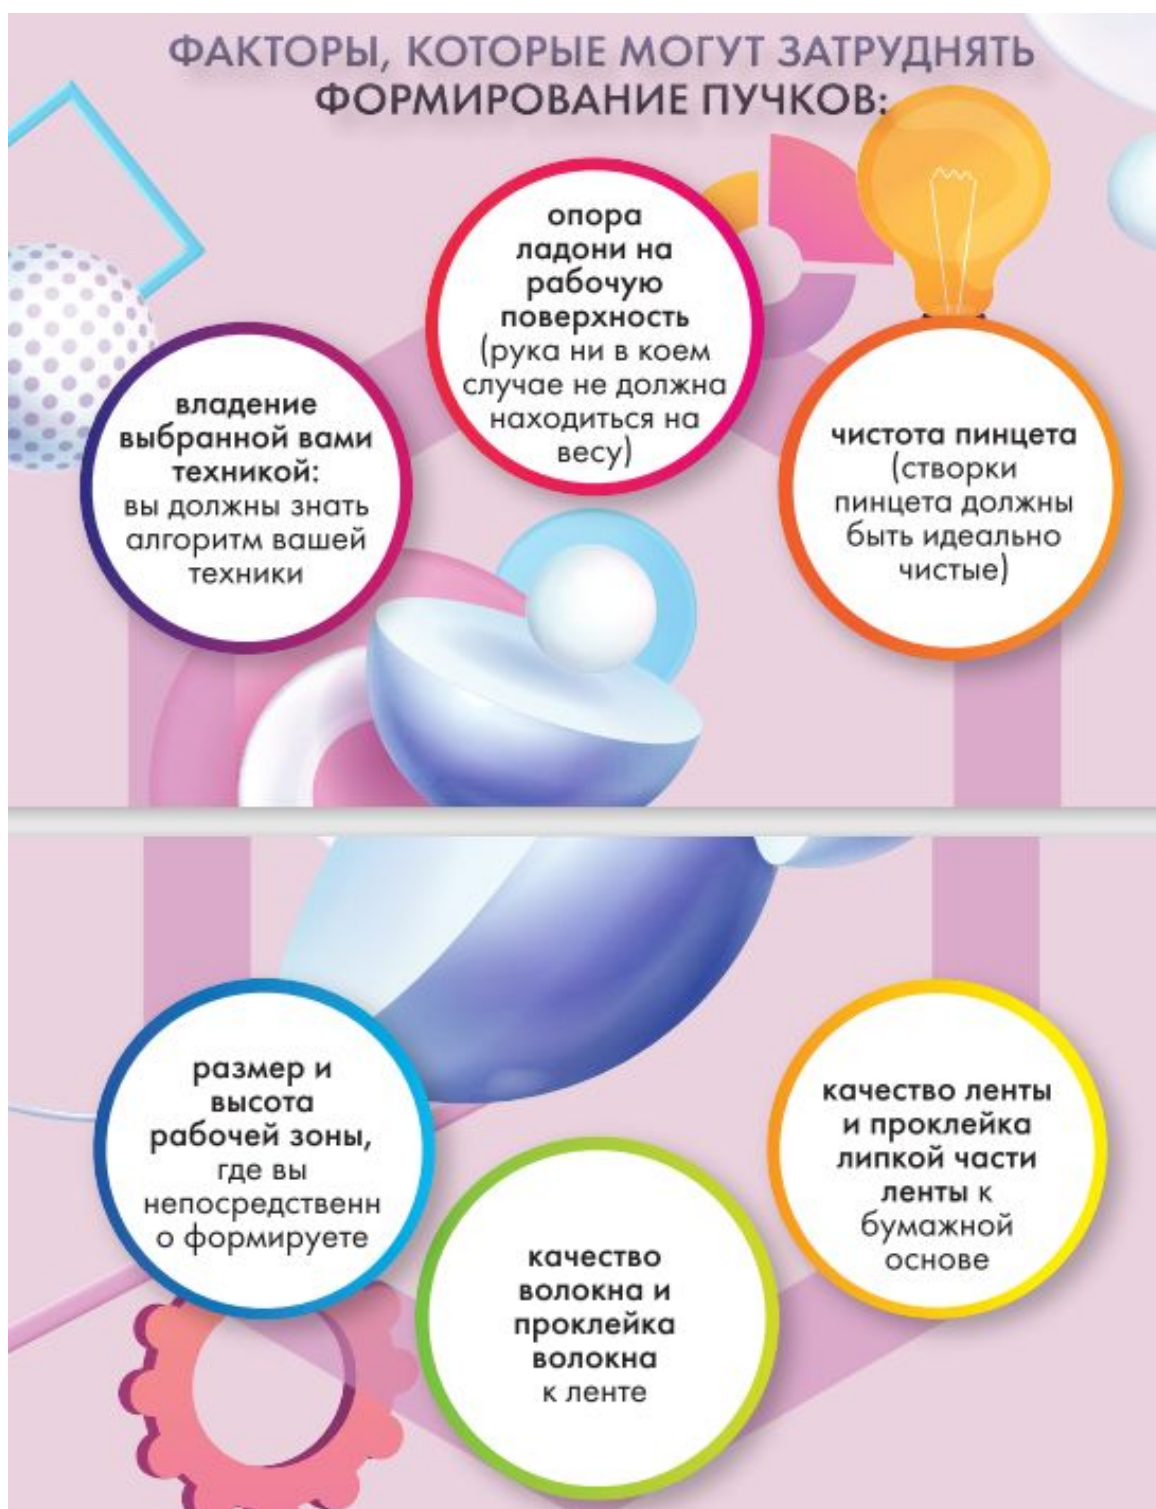 ФАКТОРЫ, КОТОРЫЕ МОГУТ ЗАТРУДНЯТЬ
ФОРМИРОВАНИЕ ПУЧКОВ:
владение
выбранной вами
техникой:
вы должны знать
алгоритм вашей
техники
опора
ладони на
рабочую
поверхность
(рука ни в коем
случае не должна
находиться на
весу)
чистота пинцета
(створки
пинцета должны
быть идеально
чистые)
размер и
высота
рабочей зоны,
где вы
непосредственн
о формируете
качество
волокна и
проклейка
волокна
к ленте
качество ленты
и проклейка
липкой части
ленты к
бумажной
основе